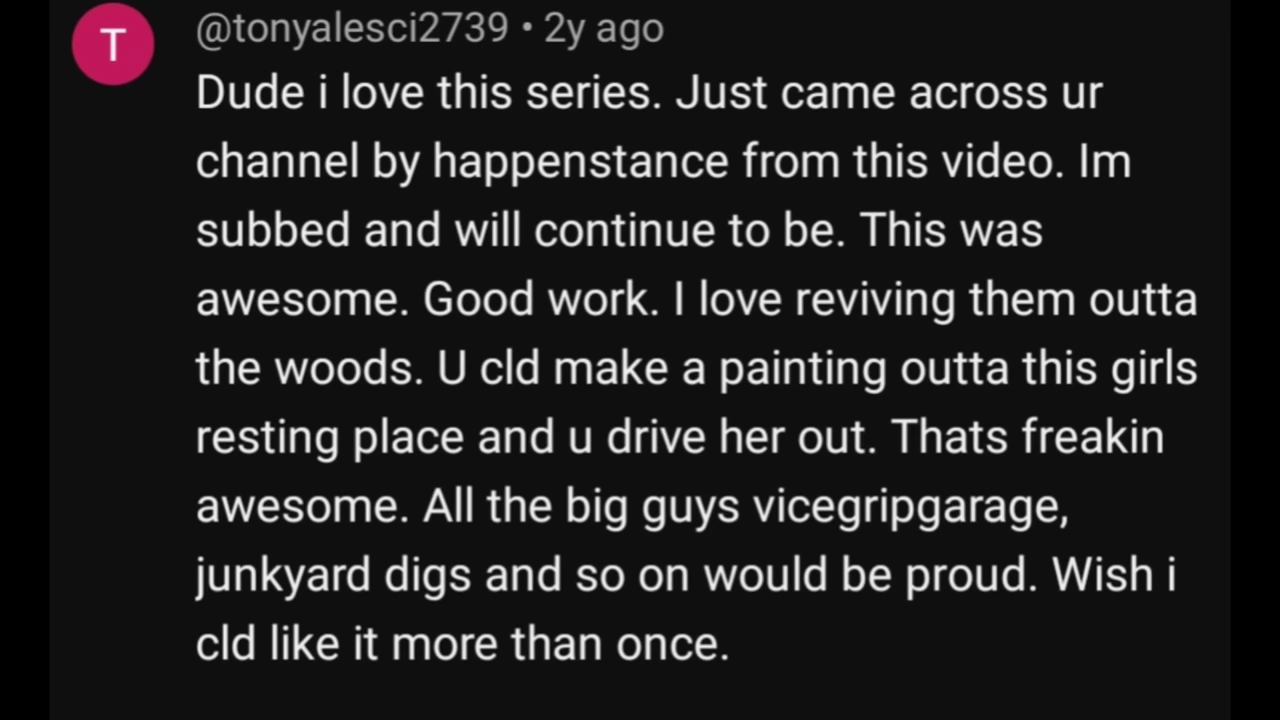 T
@tonyalesci2739 • 2y ago
Dude i love this series. Just came across ur
channel by happenstance from this video. Im
subbed and will continue to be. This was
awesome. Good work. I love reviving them outta
the woods. U cld make a painting outta this girls
resting place and u drive her out. Thats freakin
awesome. All the big guys vicegripgarage,
junkyard digs and so on would be proud. Wish i
cld like it more than once.